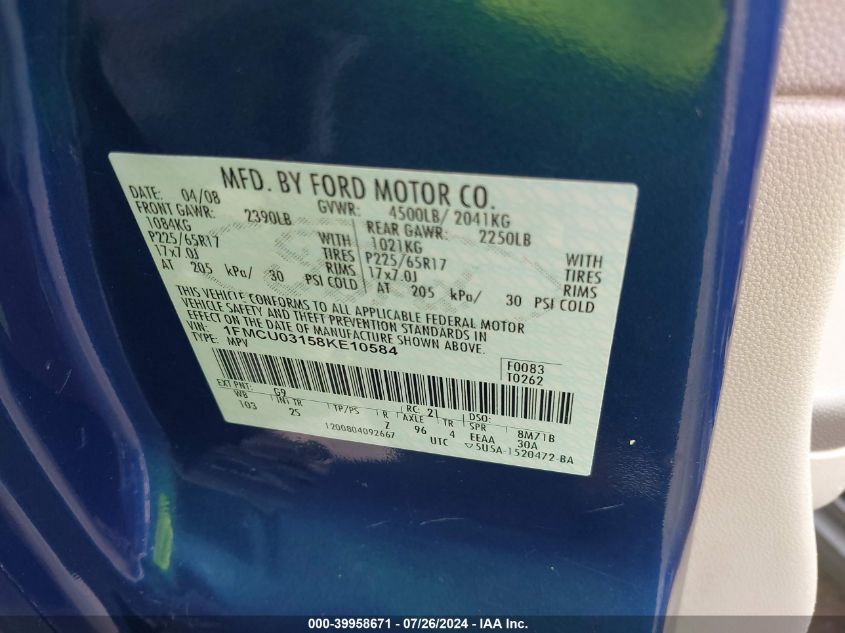 MFD. BY FORD MOTOR CO.
DATE: 04/08 GVWR: 4500LB/ 2041KG
FRONT GAWR: 2390LB REAR GAWR: 2250LB
1084KG WITH 1021KG WITH
P225/65R17 TIRES P225/65R17 TIRES
17x7.0J RIMS 17x7.0J RIMS
AT 205 kPa/ 30 PSI COLD AT 205 kPa/ 30 PSI COLD
THIS VEHICLE CONFORMS TO ALL APPLICABLE FEDERAL MOTOR
VEHICLE SAFETY AND THEFT PREVENTION STANDARDS IN
EFFECT ON THE DATE OF MANUFACTURE SHOWN ABOVE.
VIN: 1FMCU03158KE10584
TYPE: MPV
F0083
T0262
EXT PNT: G9 RC: 21 DSO:
WB INT TR TP/PS R AXLE TR SPR 8M71B
103 25 Z 96 4 EEAA 30A
1200804092667 UTC 5U5A-1520472-BA
000-39958671 / 07/26/2024 - IAA Inc.